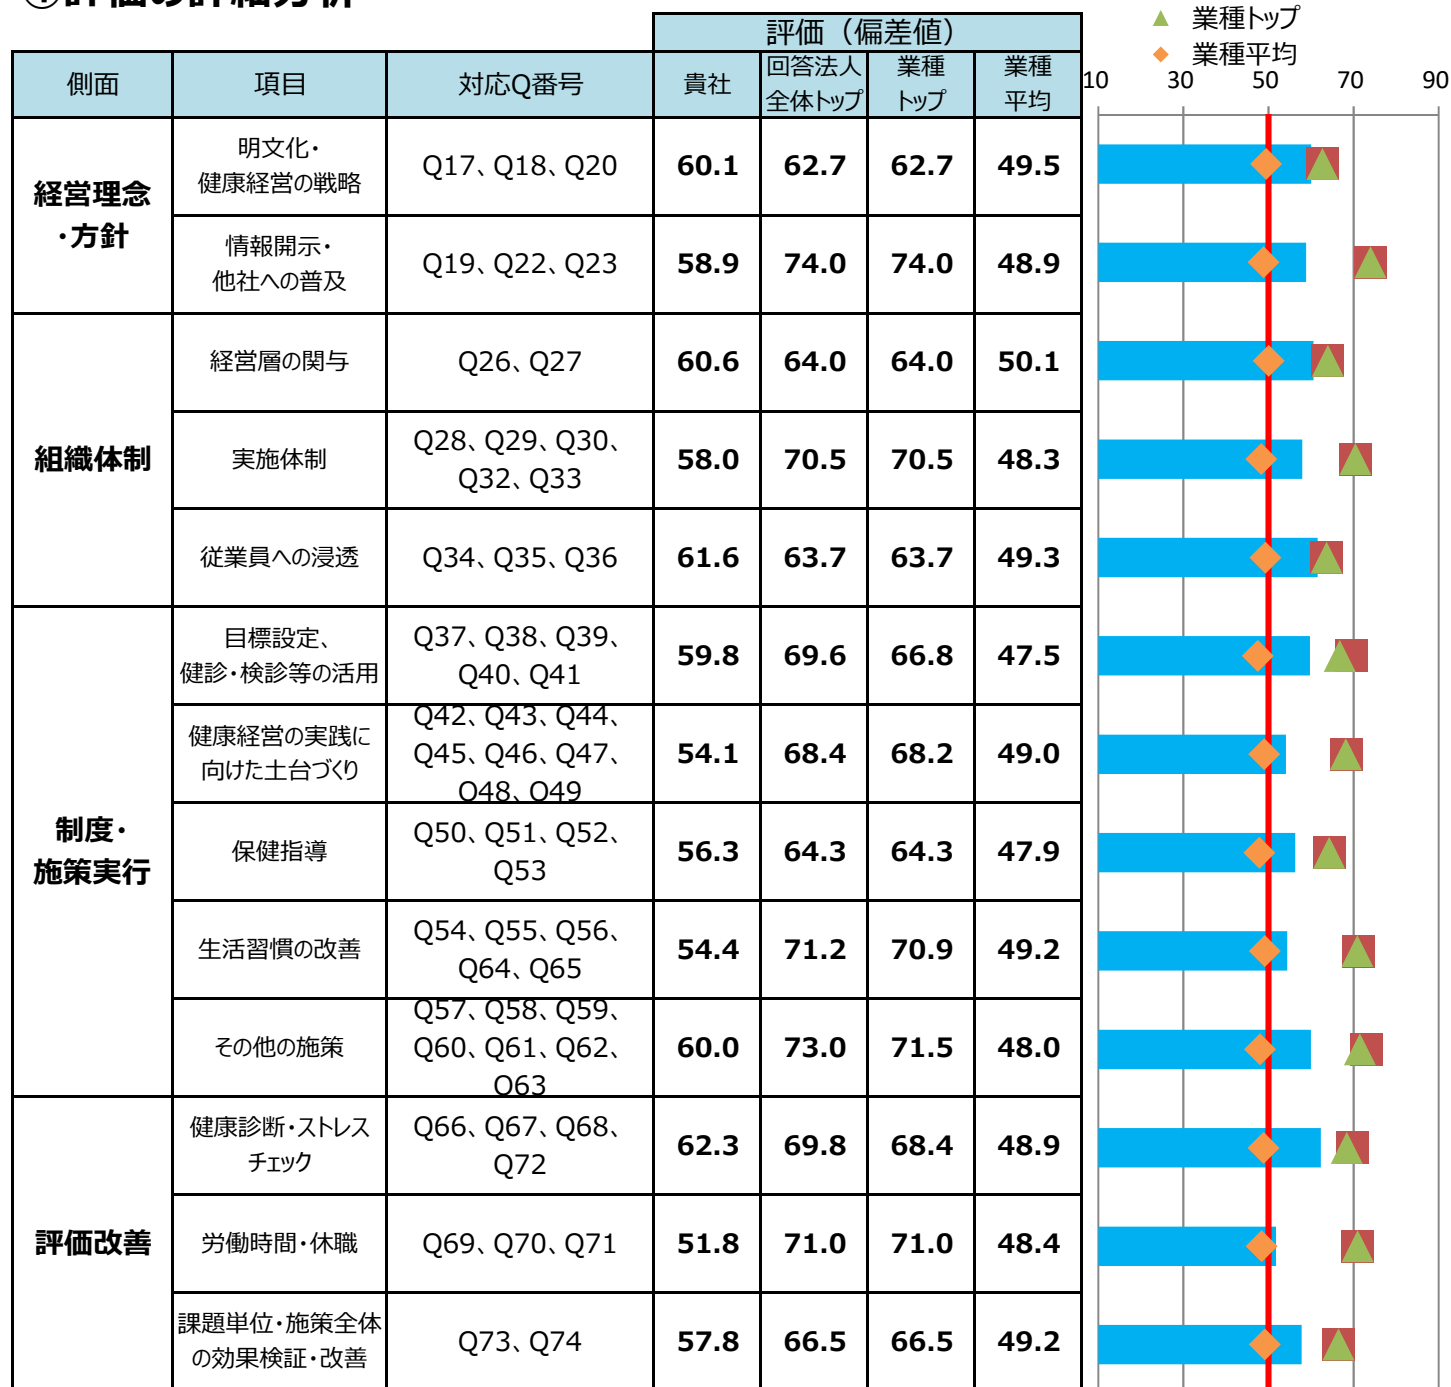 ①評価の詳細分析
▲ 業種トップ
◆ 業種平均
評価（偏差値）
側面 項目 対応Q番号 貴社 回答法人 業種 業種
全体トップ トップ 平均
10 30 50 70 90
経営理念
・方針
明文化・
健康経営の戦略
Q17、Q18、Q20 60.1 62.7 62.7 49.5
情報開示・
他社への普及
Q19、Q22、Q23 58.9 74.0 74.0 48.9
組織体制
経営層の関与 Q26、Q27 60.6 64.0 64.0 50.1
実施体制
Q28、Q29、Q30、
Q32、Q33
58.0 70.5 70.5 48.3
従業員への浸透 Q34、Q35、Q36 61.6 63.7 63.7 49.3
制度・
施策実行
目標設定、
健診・検診等の活用
Q37、Q38、Q39、
Q40、Q41
59.8 69.6 66.8 47.5
健康経営の実践に
向けた土台づくり
Q42、Q43、Q44、
Q45、Q46、Q47、
Q48、Q49
54.1 68.4 68.2 49.0
保健指導
Q50、Q51、Q52、
Q53
56.3 64.3 64.3 47.9
生活習慣の改善
Q54、Q55、Q56、
Q64、Q65
54.4 71.2 70.9 49.2
その他の施策
Q57、Q58、Q59、
Q60、Q61、Q62、
Q63
60.0 73.0 71.5 48.0
評価改善
健康診断・ストレス
チェック
Q66、Q67、Q68、
Q72
62.3 69.8 68.4 48.9
労働時間・休職 Q69、Q70、Q71 51.8 71.0 71.0 48.4
課題単位・施策全体
の効果検証・改善
Q73、Q74 57.8 66.5 66.5 49.2